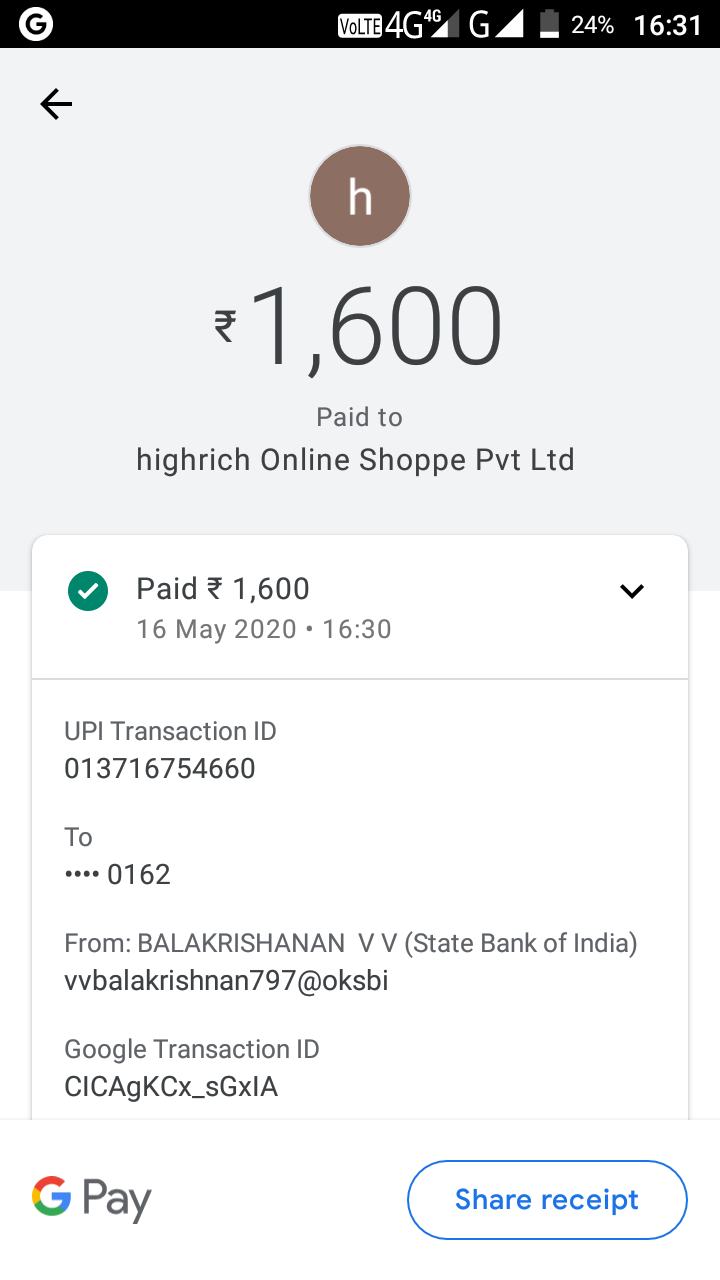 G VoLTE 4G 4G G 24% 16:31
h
₹1,600
Paid to
highrich Online Shoppe Pvt Ltd
Paid ₹ 1,600
16 May 2020 • 16:30
UPI Transaction ID
013716754660
To
•••• 0162
From: BALAKRISHANAN  V V (State Bank of India)
vvbalakrishnan797@oksbi
Google Transaction ID
CICAgKCx_sGxIA
G Pay
Share receipt